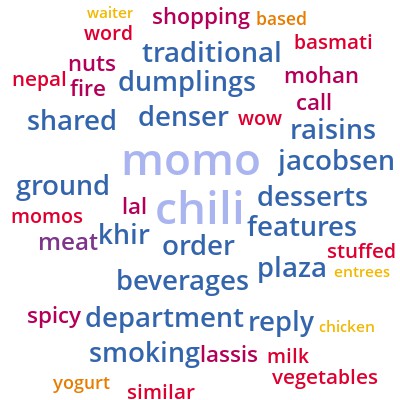 waiter
shopping
based
word
traditional
basmati
nuts
nepal
dumplings
mohan
fire
call
shared
denser
wow
raisins
momo
jacobsen
ground
desserts
lal
chili
momos
features
khir
meat
order
stuffed
plaza
entrees
beverages
spicy
department
reply
chicken
smoking
lassis
milk
vegetables
yogurt
similar